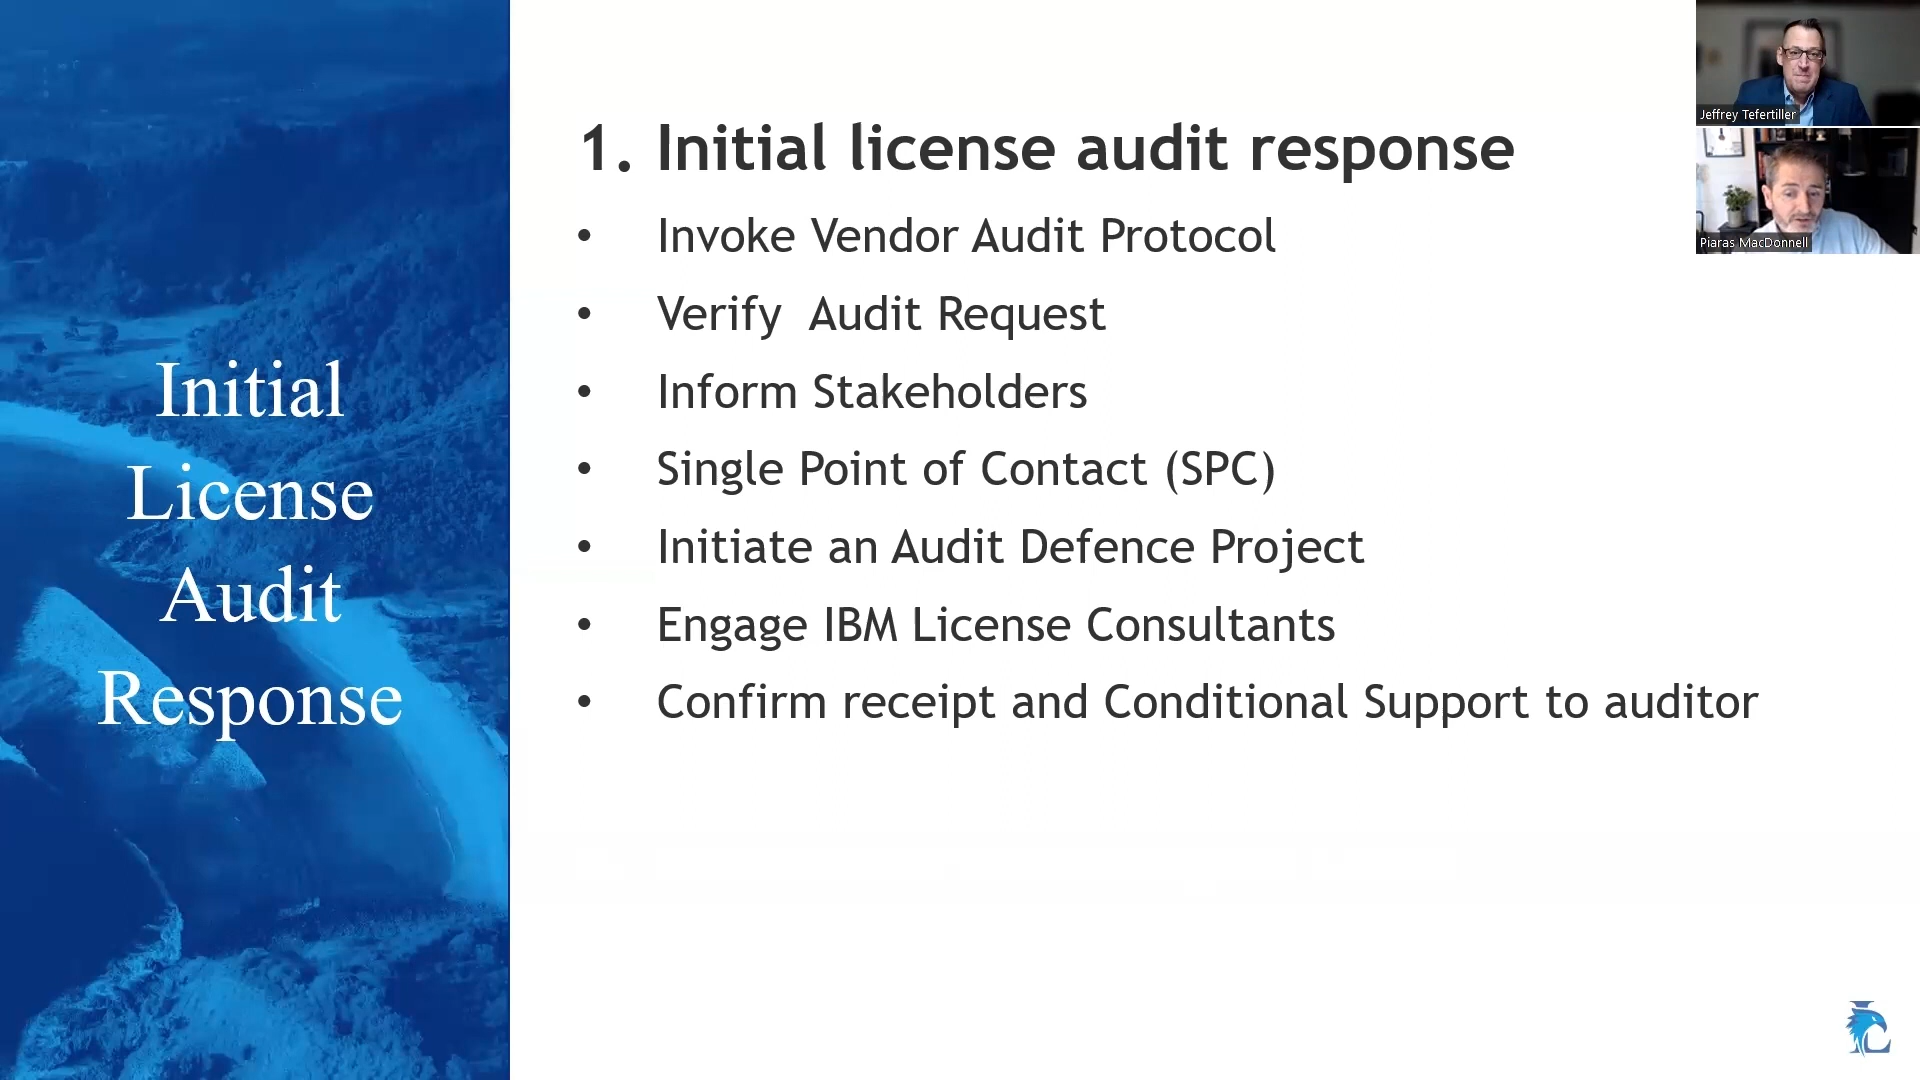 Initial
License
Audit
Response
1. Initial license audit response
• Invoke Vendor Audit Protocol
• Verify  Audit Request
• Inform Stakeholders
• Single Point of Contact (SPC)
• Initiate an Audit Defence Project
• Engage IBM License Consultants
• Confirm receipt and Conditional Support to auditor
Jeffrey Tefertiller
Piaras MacDonnell